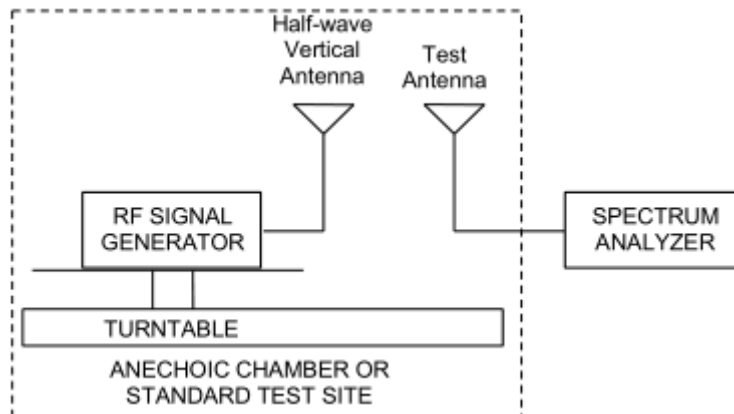 Half-wave
Vertical
Antenna
Test
Antenna
RF SIGNAL
GENERATOR
SPECTRUM
ANALYZER
TURNTABLE
ANECHOIC CHAMBER OR
STANDARD TEST SITE